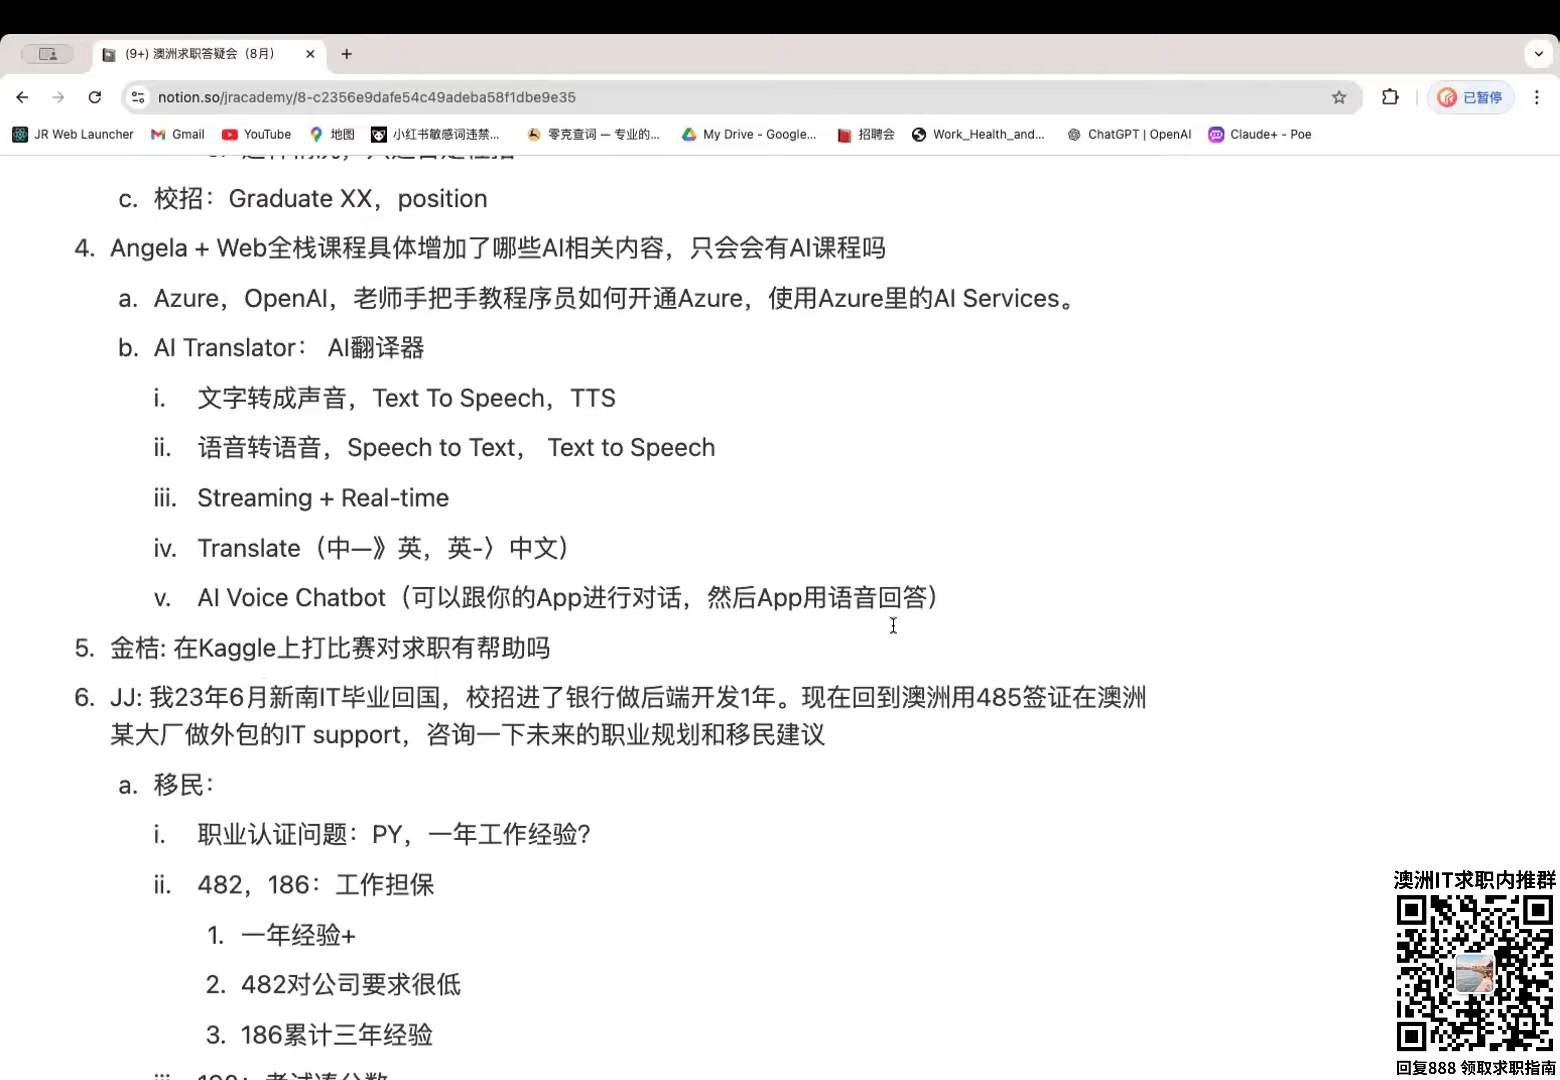 (9+) 澳洲求职答疑会（8月）
notion.so/jracademy/8-c2356e9dafe54c49adeba58f1dbe9e35
已暂停
JR Web Launcher
Gmail
YouTube
地图
小红书敏感词违禁...
零克查词 — 专业的...
My Drive - Google...
招聘会
Work_Health_and...
ChatGPT | OpenAI
Claude+ - Poe
c. 校招：Graduate XX，position
4. Angela + Web全栈课程具体增加了哪些AI相关内容，只会会有AI课程吗
a. Azure，OpenAI，老师手把手教程序员如何开通Azure，使用Azure里的AI Services。
b. AI Translator： AI翻译器
i. 文字转成声音，Text To Speech，TTS
ii. 语音转语音，Speech to Text， Text to Speech
iii. Streaming + Real-time
iv. Translate（中—》英，英-〉中文）
v. AI Voice Chatbot（可以跟你的App进行对话，然后App用语音回答）
5. 金桔: 在Kaggle上打比赛对求职有帮助吗
6. JJ: 我23年6月新南IT毕业回国，校招进了银行做后端开发1年。现在回到澳洲用485签证在澳洲
某大厂做外包的IT support，咨询一下未来的职业规划和移民建议
a. 移民：
i. 职业认证问题：PY，一年工作经验?
ii. 482，186：工作担保
1. 一年经验+
2. 482对公司要求很低
3. 186累计三年经验
澳洲IT求职内推群
回复888 领取求职指南